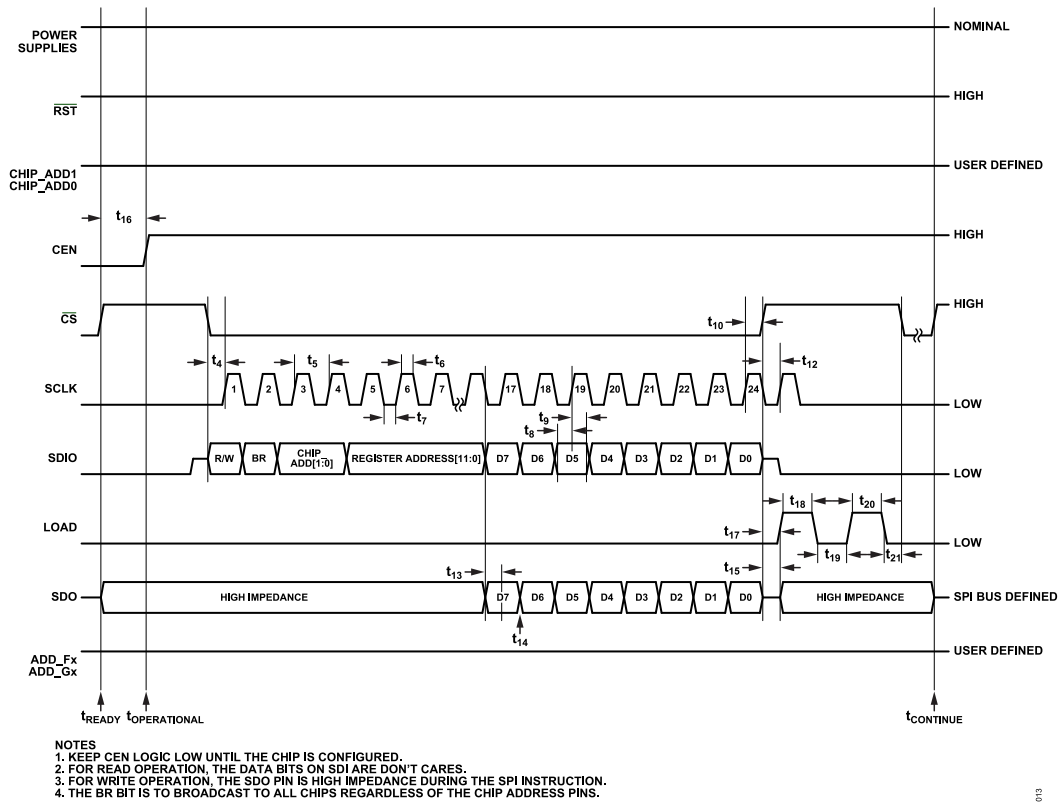 POWER
SUPPLIES
NOMINAL
RST
HIGH
CHIP_ADD1
CHIP_ADD0
USER DEFINED
t16
CEN
HIGH
CS
HIGH
t10
t4
t5
t6
t12
SCLK
1 2 3 4 5 6 7 17 18 19 20 21 22 23 24
LOW
t7
t9
t8
SDIO
R/W BR CHIP_ADD[1:0] REGISTER ADDRESS[11:0] D7 D6 D5 D4 D3 D2 D1 D0
LOW
t18
t20
LOAD
t17
LOW
t19
t21
t15
t13
SDO
HIGH IMPEDANCE D7 D6 D5 D4 D3 D2 D1 D0 HIGH IMPEDANCE
SPI BUS DEFINED
t14
ADD_Fx
ADD_Gx
USER DEFINED
tREADY tOPERATIONAL
tCONTINUE
NOTES
1. KEEP CEN LOGIC LOW UNTIL THE CHIP IS CONFIGURED.
2. FOR READ OPERATION, THE DATA BITS ON SDI ARE DON'T CARES.
3. FOR WRITE OPERATION, THE SDO PIN IS HIGH IMPEDANCE DURING THE SPI INSTRUCTION.
4. THE BR BIT IS TO BROADCAST TO ALL CHIPS REGARDLESS OF THE CHIP ADDRESS PINS.
013